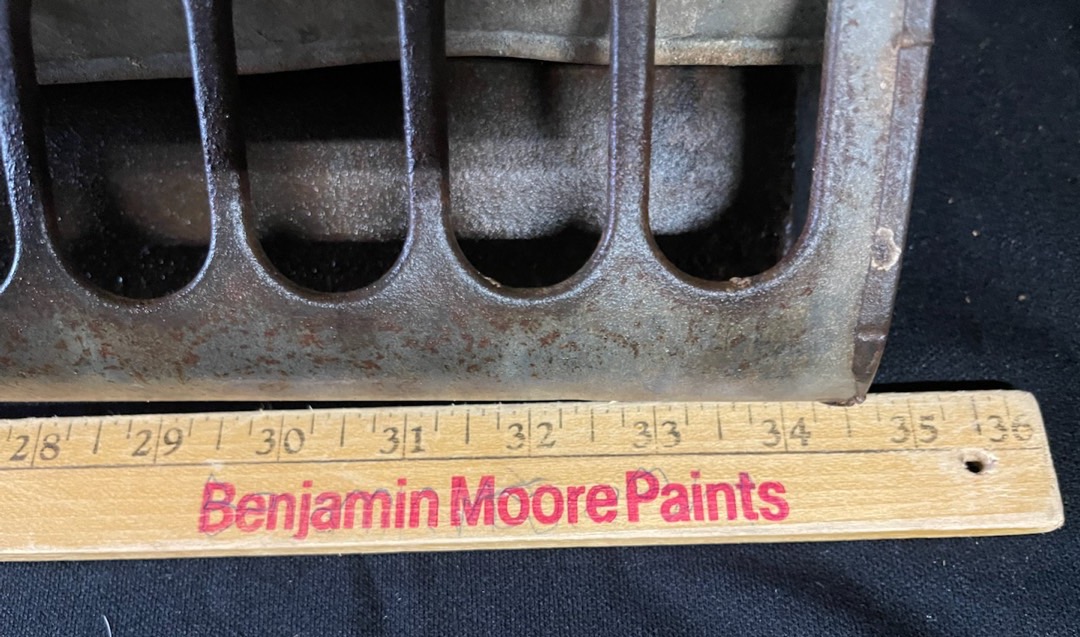 28 29 30 31 32 33 34 35 36
Benjamin Moore Paints